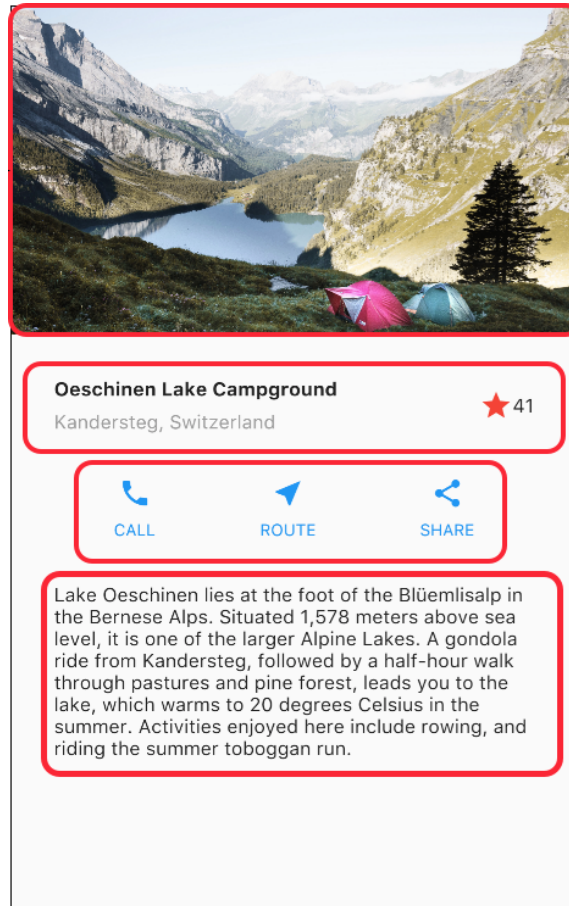 Oeschinen Lake Campground
Kandersteg, Switzerland
41
CALL
ROUTE
SHARE
Lake Oeschinen lies at the foot of the Blüemlisalp in
the Bernese Alps. Situated 1,578 meters above sea
level, it is one of the larger Alpine Lakes. A gondola
ride from Kandersteg, followed by a half-hour walk
through pastures and pine forest, leads you to the
lake, which warms to 20 degrees Celsius in the
summer. Activities enjoyed here include rowing, and
riding the summer toboggan run.